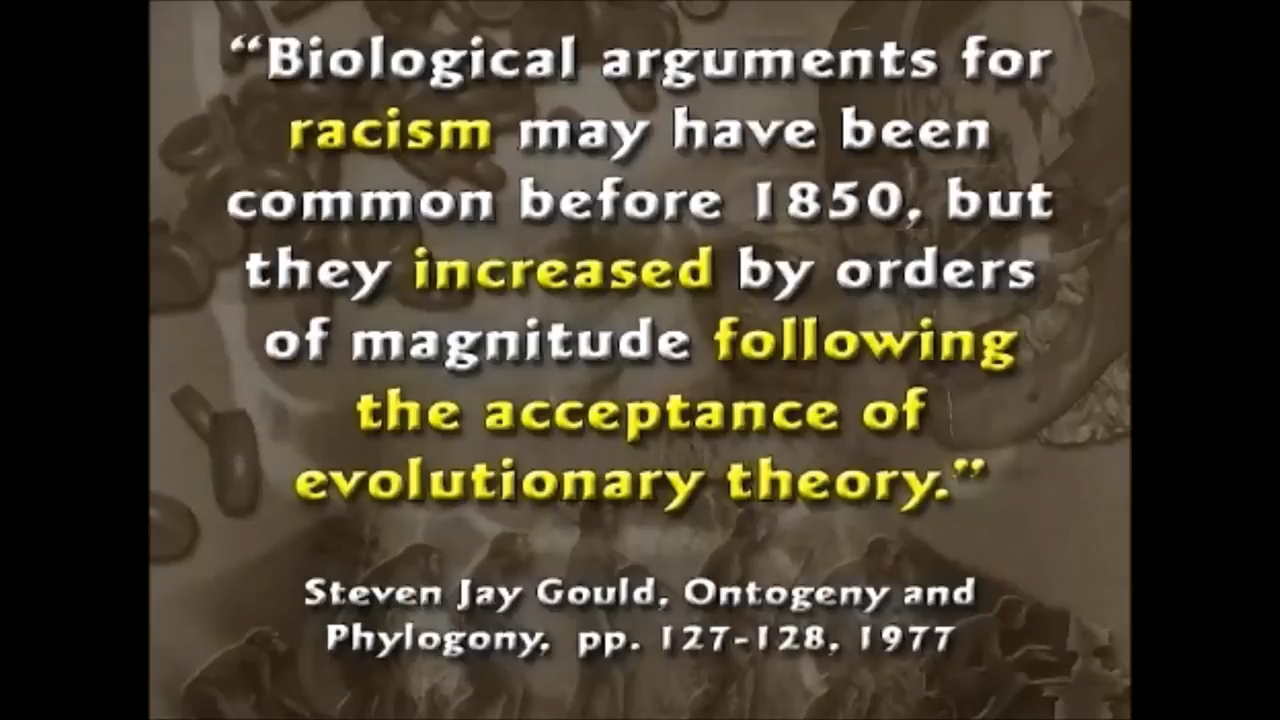 “Biological arguments for
racism may have been
common before 1850, but
they increased by orders
of magnitude following
the acceptance of
evolutionary theory.”
Steven Jay Gould, Ontogeny and
Phylogony, pp. 127-128, 1977